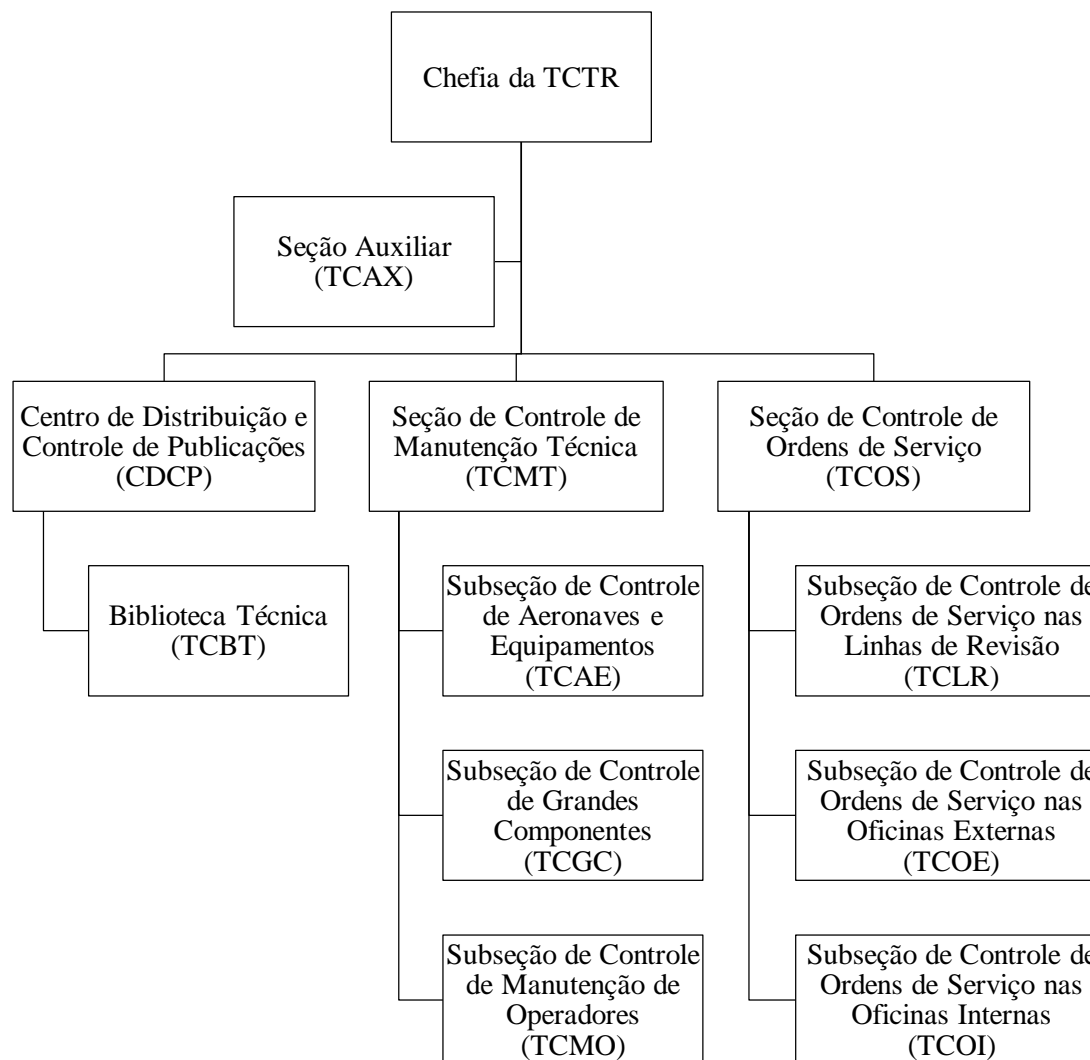 Chefia da TCTR
Seção Auxiliar
(TCAX)
Centro de Distribuição e
Controle de Publicações
(CDCP)
Seção de Controle de
Manutenção Técnica
(TCMT)
Seção de Controle de
Ordens de Serviço
(TCOS)
Biblioteca Técnica
(TCBT)
Subseção de Controle
de Aeronaves e
Equipamentos
(TCAE)
Subseção de Controle de
Ordens de Serviço nas
Linhas de Revisão
(TCLR)
Subseção de Controle
de Grandes
Componentes
(TCGC)
Subseção de Controle de
Ordens de Serviço nas
Oficinas Externas
(TCOE)
Subseção de Controle
de Manutenção de
Operadores
(TCMO)
Subseção de Controle de
Ordens de Serviço nas
Oficinas Internas
(TCOI)